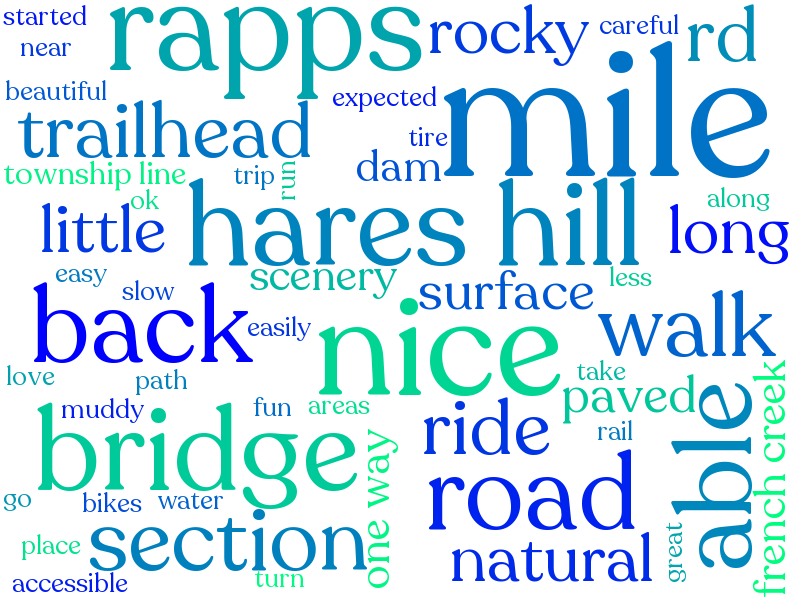 started
rapps
rocky
careful
rd
near
beautiful
expected
mile
trailhead
tire
dam
township line
trip
run
ok
along
little
hares hill
long
easy
scenery
less
slow
surface
back
easily
nice
walk
love
path
take
paved
able
french creek
muddy
fun
areas
bridge
ride
rail
one way
go
bikes
water
road
section
place
natural
great
accessible
turn